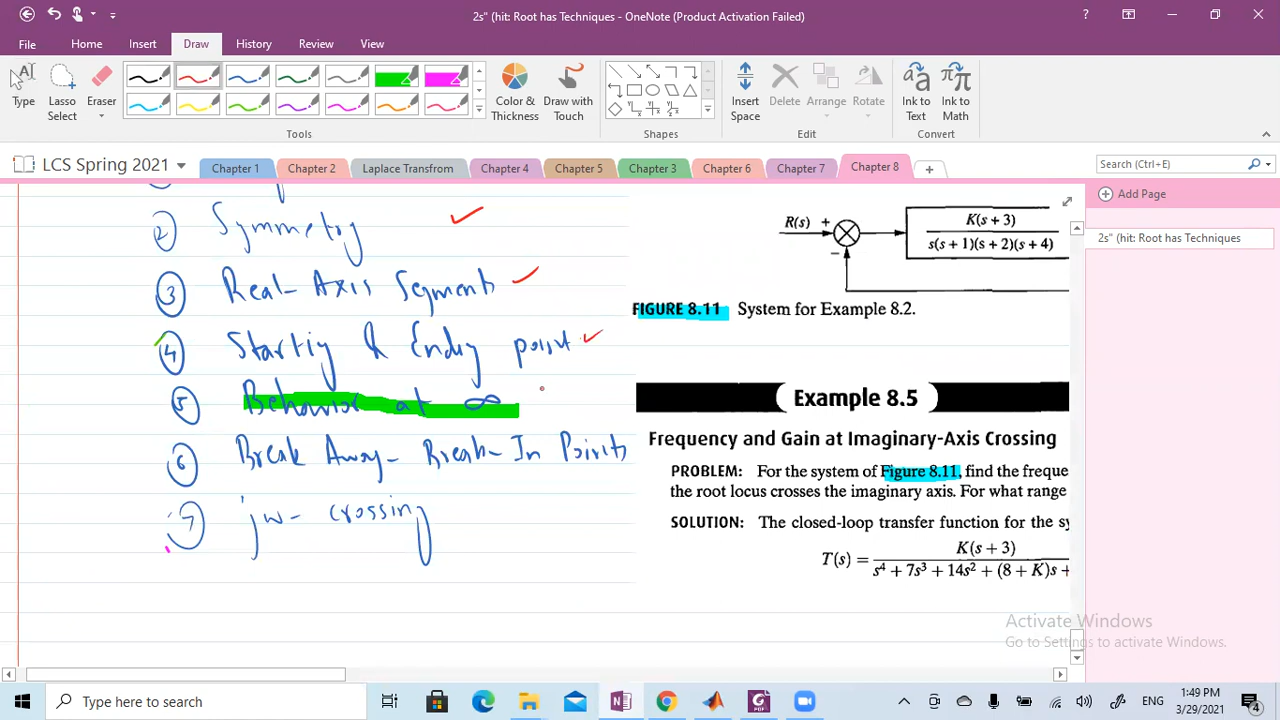 2s" (hit: Root has Techniques - OneNote (Product Activation Failed)
File Home Insert Draw History Review View
Type
Lasso Select
Eraser
Color & Thickness
Draw with Touch
Insert Space
Delete
Arrange
Rotate
Ink to Text
Ink to Math
Tools
Shapes
Edit
Convert
LCS Spring 2021
Chapter 1 Chapter 2 Laplace Transfrom Chapter 4 Chapter 5 Chapter 3 Chapter 6 Chapter 7 Chapter 8
Search (Ctrl+E)
Add Page
2s" (hit: Root has Techniques
② Symmetry ✓
③ Real-Axis Segments ✓
④ Starting & Ending point ✓
⑤ Behavior at ∞
⑥ Break Away- Break-In Points
⑦ jw- crossing
R(s) +
−
K(s + 3)
s(s + 1)(s + 2)(s + 4)
FIGURE 8.11 System for Example 8.2.
Example 8.5
Frequency and Gain at Imaginary-Axis Crossing
PROBLEM: For the system of Figure 8.11, find the freque
the root locus crosses the imaginary axis. For what range
SOLUTION: The closed-loop transfer function for the sy
T(s) = K(s + 3)
s⁴ + 7s³ + 14s² + (8 + K)s +
Activate Windows
Go to Settings to activate Windows.
Type here to search
ENG
1:49 PM
3/29/2021
4